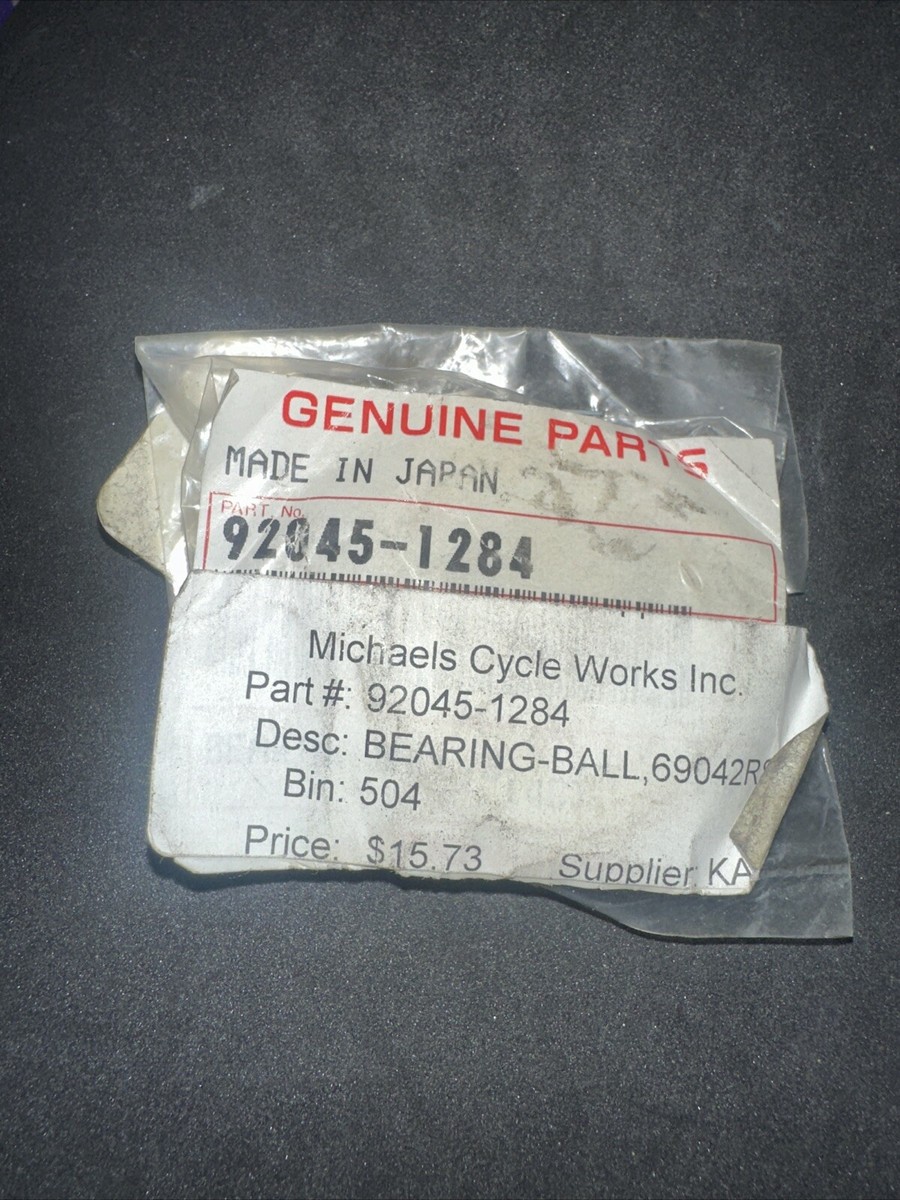 GENUINE PARTS
MADE IN JAPAN
PART. No.
92045-1284
Michaels Cycle Works Inc.
Part #: 92045-1284
Desc: BEARING-BALL,69042RS
Bin: 504
Price: $15.73 Supplier: KA